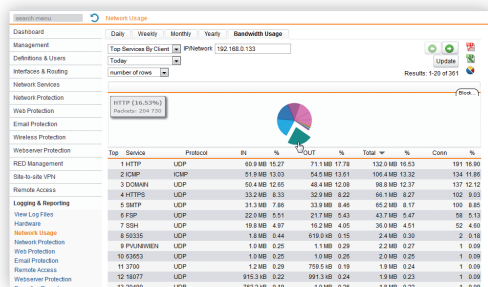 search menu
Network Usage
Dashboard
Management
Definitions & Users
Interfaces & Routing
Network Services
Network Protection
Web Protection
Email Protection
Wireless Protection
Webserver Protection
RED Management
Site-to-site VPN
Remote Access
Logging & Reporting
View Log Files
Hardware
Network Usage
Network Protection
Web Protection
Email Protection
Remote Access
Webserver Protection
Daily Weekly Monthly Yearly Bandwidth Usage
Top Services By Client IP/Network 192.168.0.133
Today
Update
number of rows
Results: 1-20 of 361
Block...
HTTP (16.53%)
Packets: 204 730
Top Service Protocol IN % OUT % Total % Conn %
1 HTTP UDP 60.9 MB 15.27 71.1 MB 17.78 132.0 MB 16.53 191 16.80
2 ICMP ICMP 51.9 MB 13.03 54.5 MB 13.61 106.4 MB 13.32 134 11.86
3 DOMAIN UDP 50.4 MB 12.65 48.4 MB 12.08 98.8 MB 12.37 137 12.12
4 HTTPS UDP 33.2 MB 8.33 32.9 MB 8.22 66.1 MB 8.27 102 9.03
5 SMTP UDP 31.3 MB 7.86 33.9 MB 8.46 65.2 MB 8.17 100 8.85
6 FSP UDP 22.0 MB 5.51 21.7 MB 5.43 43.7 MB 5.47 58 5.13
7 SSH UDP 19.8 MB 4.97 16.2 MB 4.05 36.0 MB 4.51 52 4.60
8 50335 UDP 1.8 MB 0.44 619.0 kB 0.15 2.4 MB 0.30 2 0.18
9 PVUNIWIEN UDP 1.0 MB 0.25 1.1 MB 0.29 2.2 MB 0.27 1 0.09
10 63653 UDP 1.0 MB 0.25 1.0 MB 0.26 2.0 MB 0.25 1 0.09
11 3700 UDP 1.2 MB 0.29 759.5 kB 0.19 1.9 MB 0.24 1 0.09
12 18077 UDP 915.3 kB 0.22 991.3 kB 0.24 1.9 MB 0.23 1 0.09